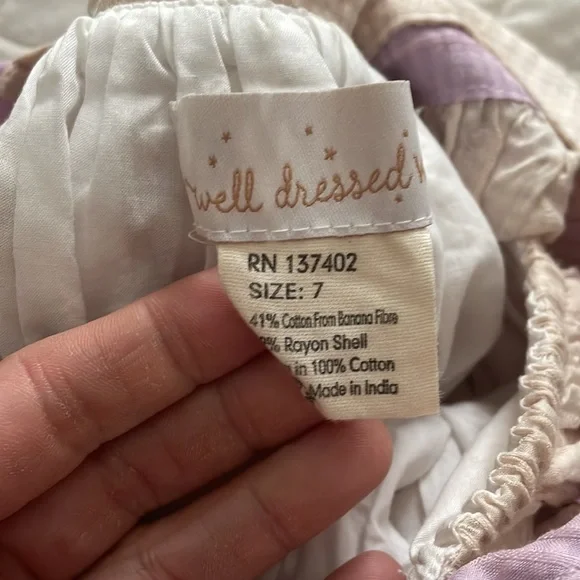 well dressed
RN 137402
SIZE: 7
41% Cotton From Banana Fibre
% Rayon Shell
in 100% Cotton
Made in India